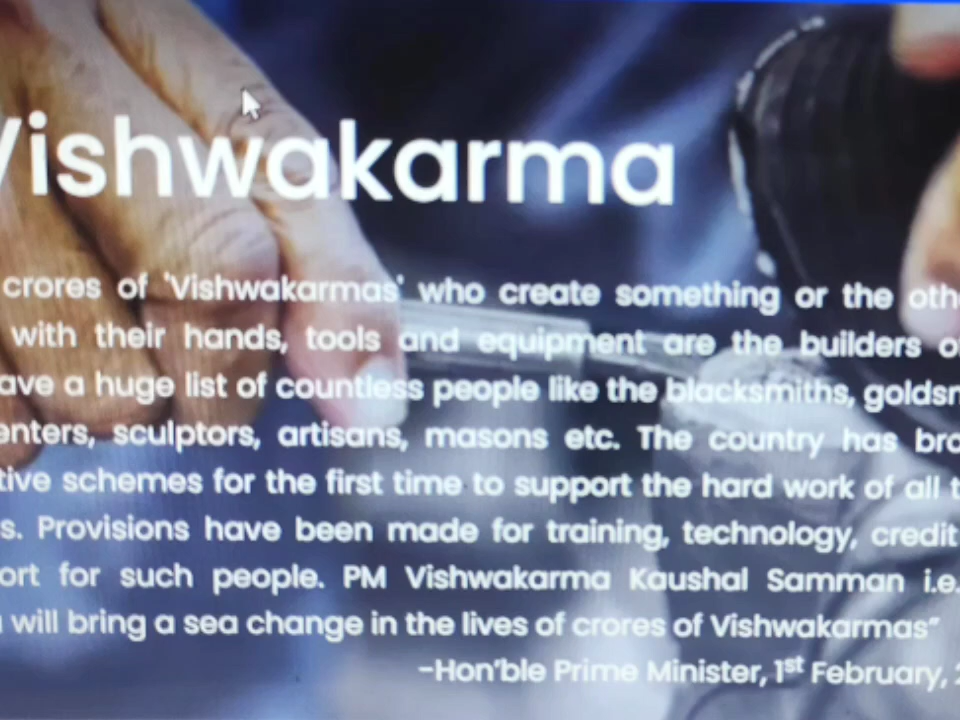 Vishwakarma
crores of 'Vishwakarmas' who create something or the
with their hands, tools and equipment are the builders
a huge list of countless people like the blacksmiths,
sculptors, artisans, masons etc. The country has
schemes for the first time to support the hard work of all
Provisions have been made for training, technology, credit
for such people. PM Vishwakarma Kaushal Samman i.e.
will bring a sea change in the lives of crores of Vishwakarmas”
-Hon'ble Prime Minister, 1st February,